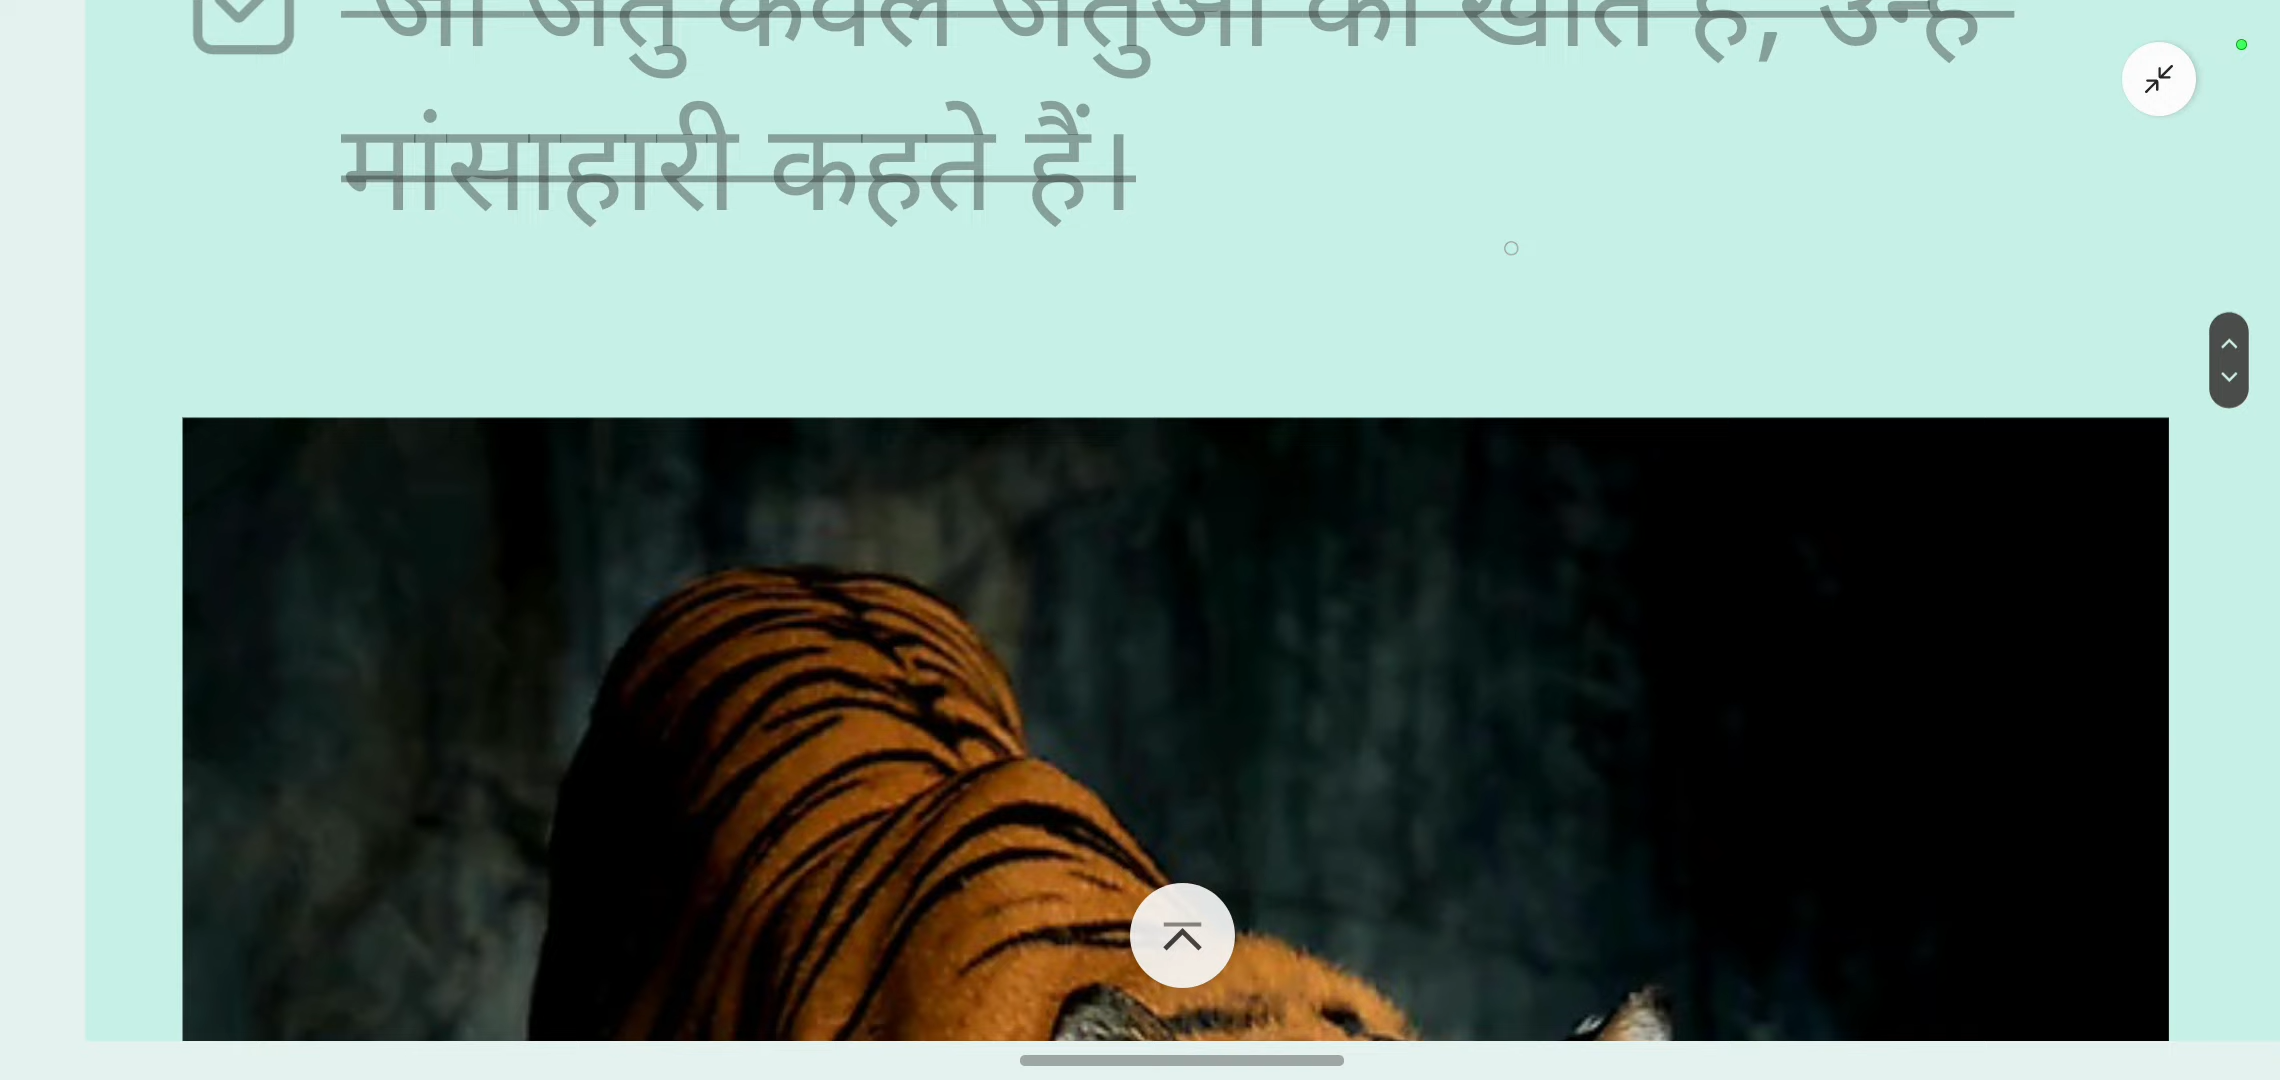 जो जंतु केवल जंतुओं को खाते हैं, उन्हें
मांसाहारी कहते हैं।